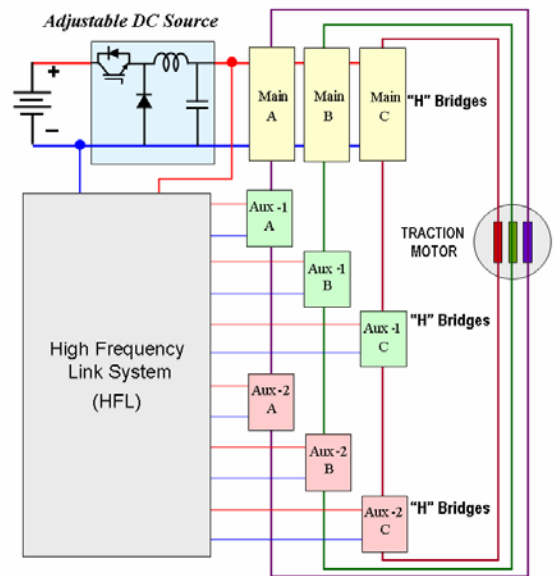 Adjustable DC Source
+
−
Main
A
Main
B
Main
C
"H" Bridges
Aux -1
A
Aux -1
B
TRACTION
MOTOR
Aux -1
C
"H" Bridges
High Frequency
Link System
(HFL)
Aux-2
A
Aux -2
B
Aux -2
C
"H" Bridges